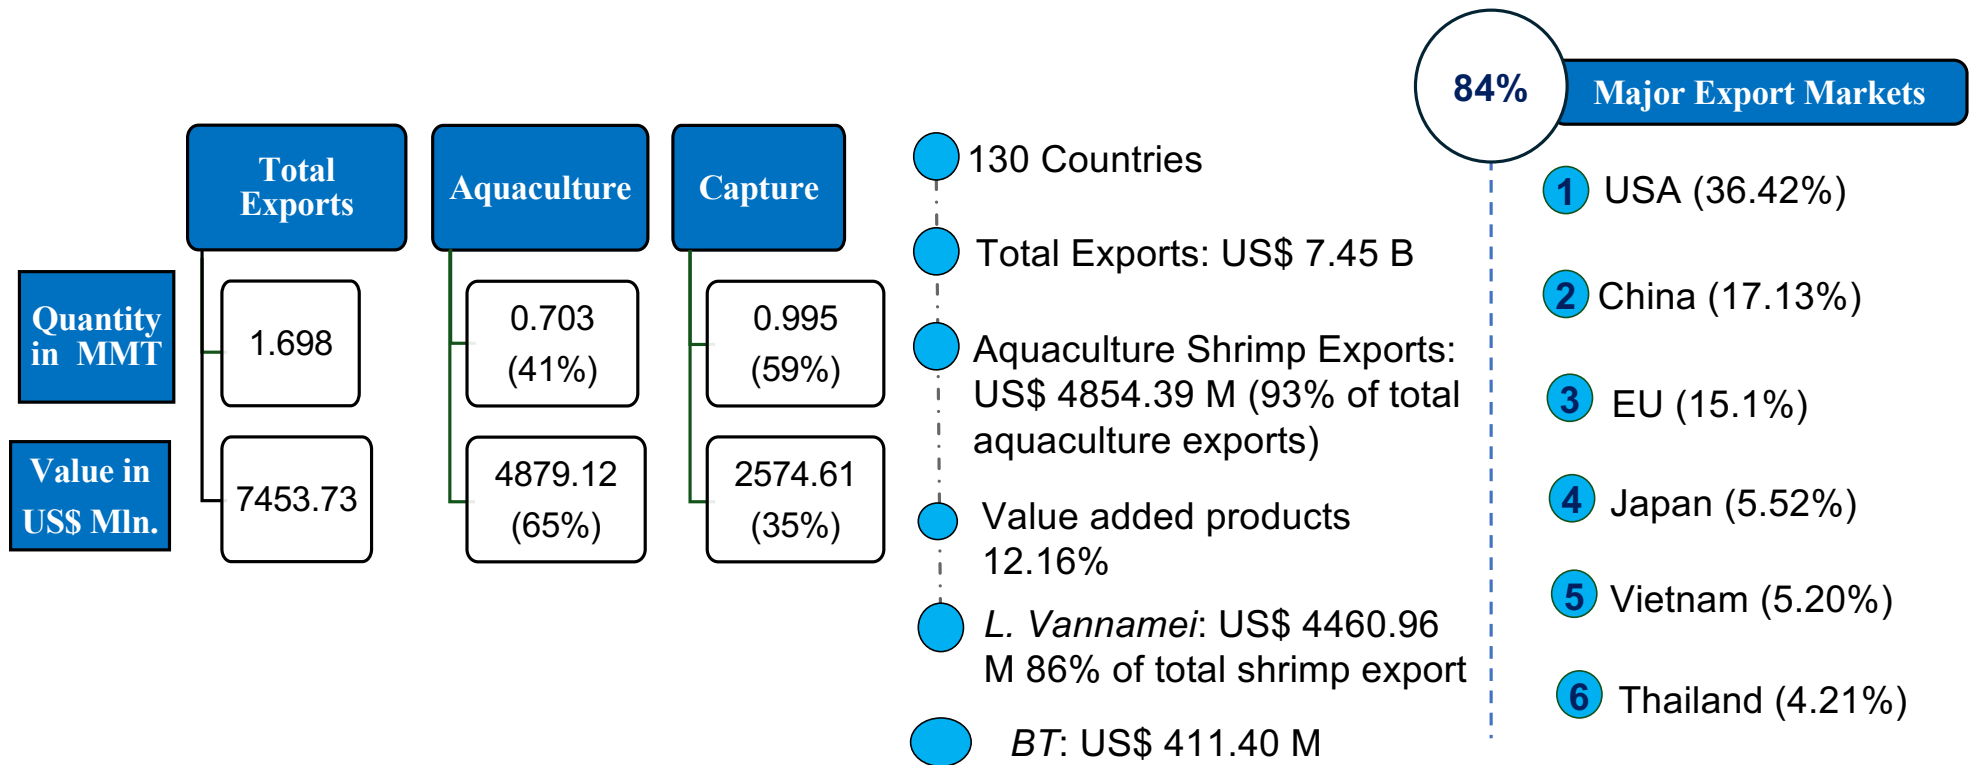 Total
Exports
Aquaculture
Capture
Quantity
in MMT
1.698
0.703
(41%)
0.995
(59%)
Value in
US$ Mln.
7453.73
4879.12
(65%)
2574.61
(35%)
130 Countries
Total Exports: US$ 7.45 B
Aquaculture Shrimp Exports:
US$ 4854.39 M (93% of total
aquaculture exports)
Value added products
12.16%
L. Vannamei: US$ 4460.96
M 86% of total shrimp export
BT: US$ 411.40 M
84%
Major Export Markets
1 USA (36.42%)
2 China (17.13%)
3 EU (15.1%)
4 Japan (5.52%)
5 Vietnam (5.20%)
6 Thailand (4.21%)